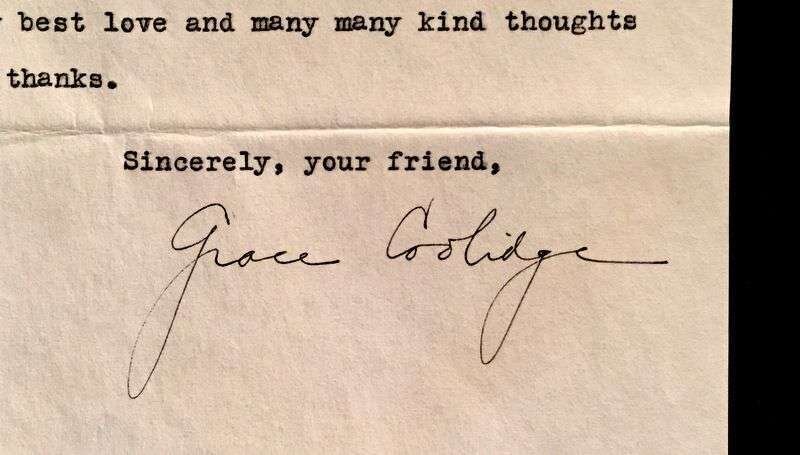 best love and many many kind thoughts
thanks.
Sincerely, your friend,
Grace Coolidge